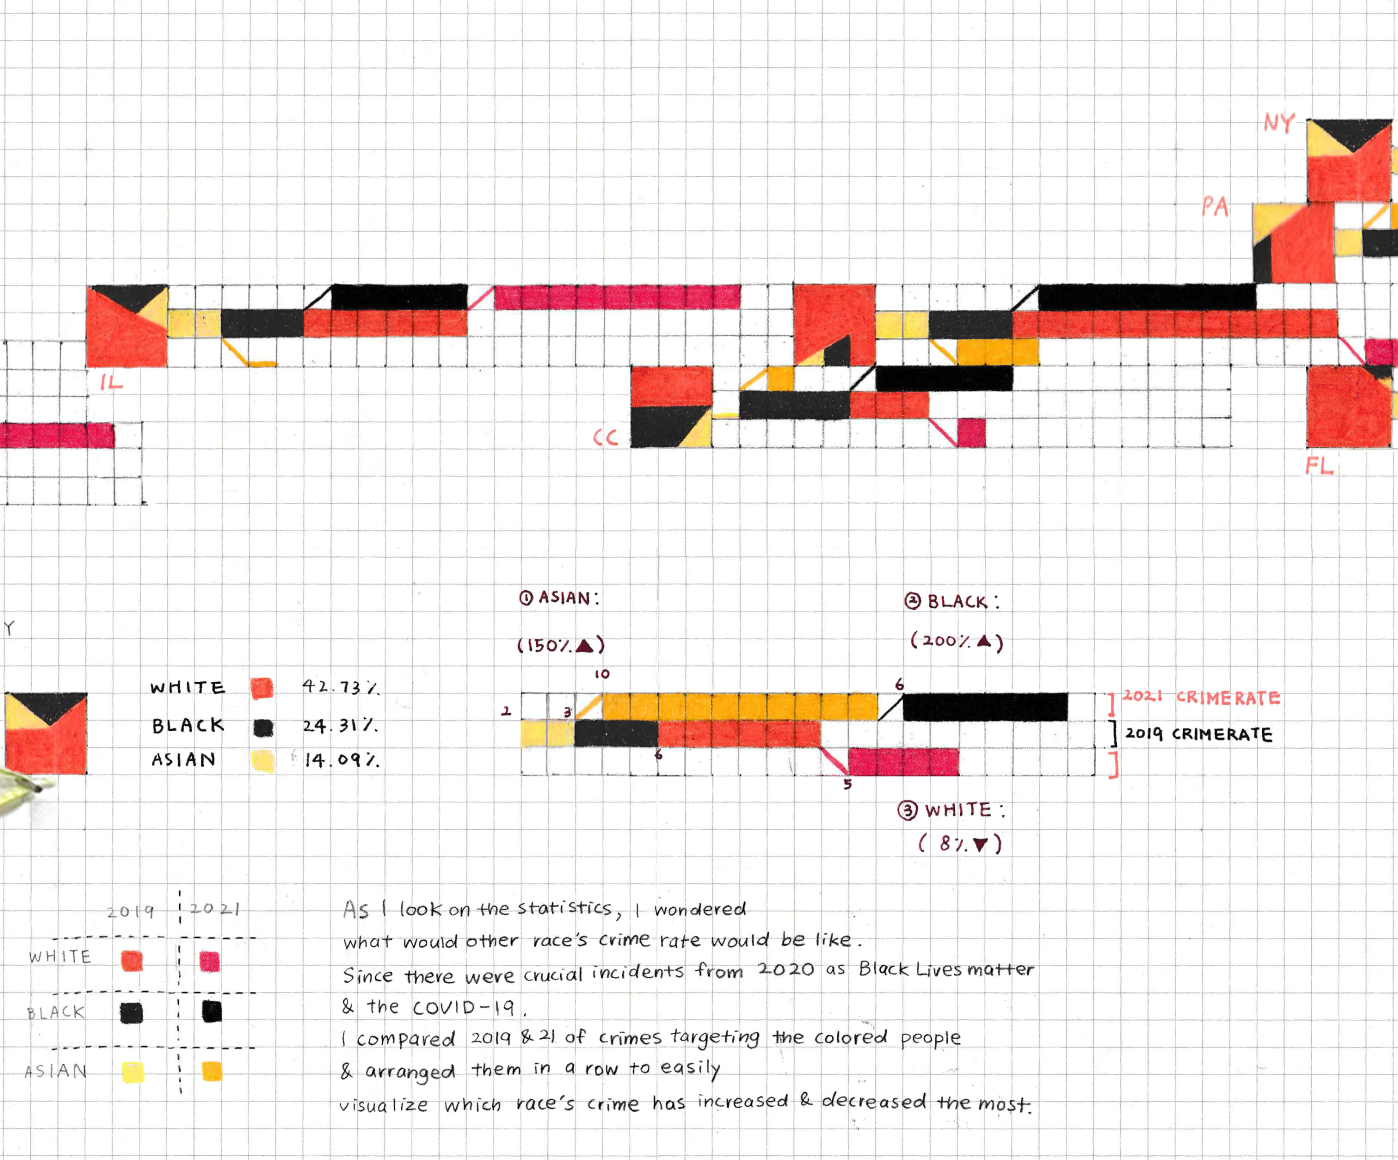 NY
PA
IL
CC
FL
① ASIAN:
② BLACK:
(150%▲)
(200%▲)
Y
WHITE 42.73%
BLACK 24.31%
ASIAN 14.09%
10
6
2
3
2021 CRIMERATE
2019 CRIMERATE
6
5
③ WHITE:
( 8%▼)
2019 2021
WHITE
BLACK
ASIAN
As I look on the statistics, I wondered
what would other race's crime rate would be like.
Since there were crucial incidents from 2020 as Black Lives matter
& the COVID-19.
I compared 2019 & 21 of crimes targeting the colored people
& arranged them in a row to easily
visualize which race's crime has increased & decreased the most.